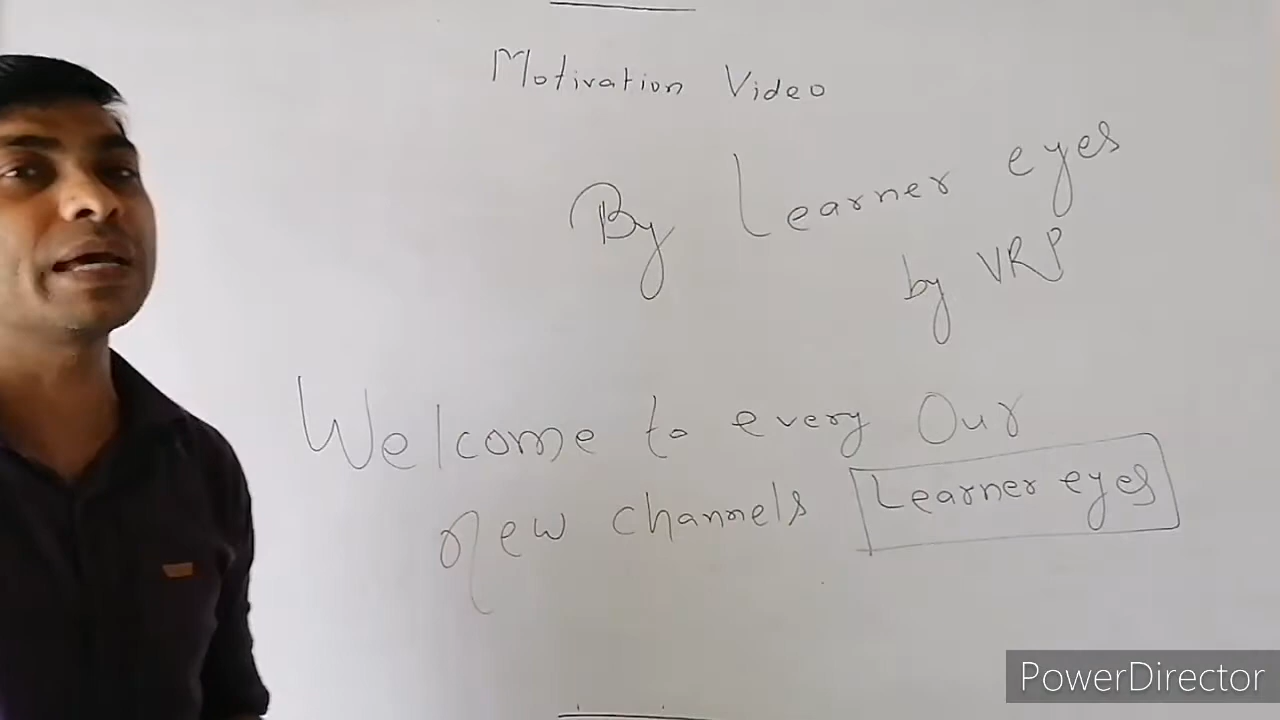 Motivation Video
By Learner eyes
by VRP
Welcome to every Our
new channels Learner eyes
PowerDirector